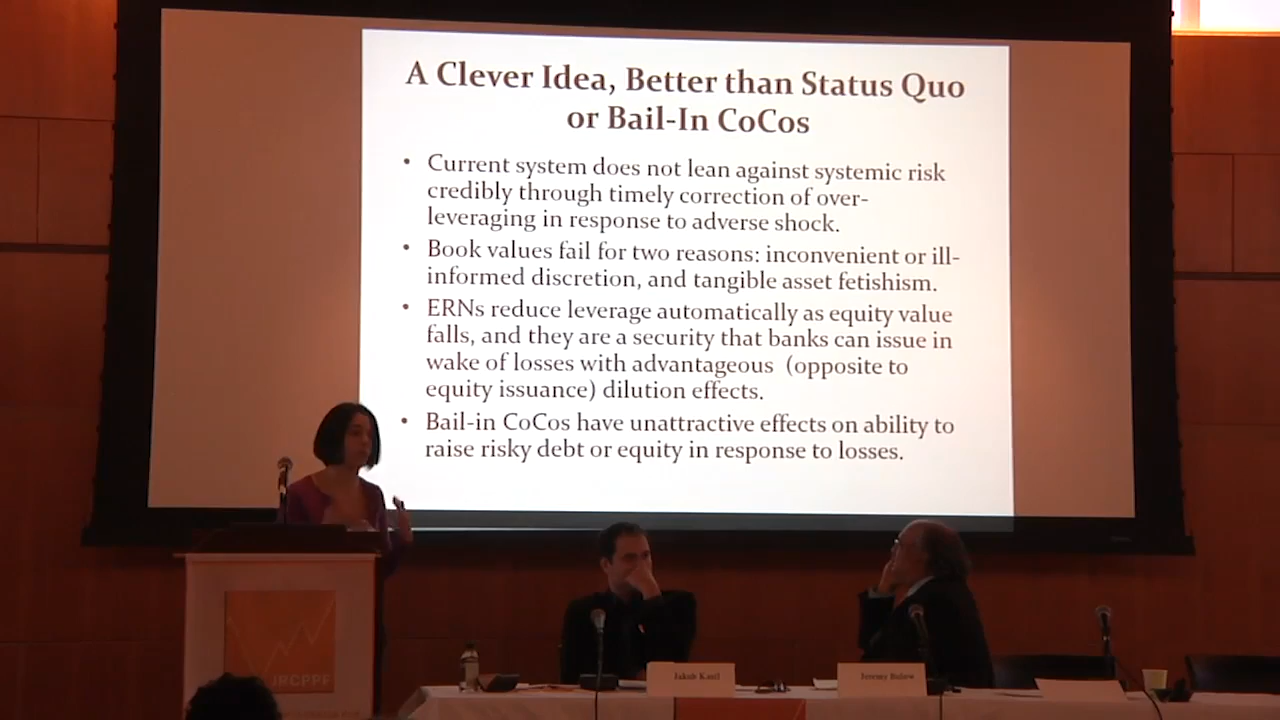 A Clever Idea, Better than Status Quo
or Bail-In CoCos
• Current system does not lean against systemic risk
credibly through timely correction of over-
leveraging in response to adverse shock.
• Book values fail for two reasons: inconvenient or ill-
informed discretion, and tangible asset fetishism.
• ERNs reduce leverage automatically as equity value
falls, and they are a security that banks can issue in
wake of losses with advantageous (opposite to
equity issuance) dilution effects.
• Bail-in CoCos have unattractive effects on ability to
raise risky debt or equity in response to losses.
JRCPPF
Jakub Kastl
Jeremy Bulow